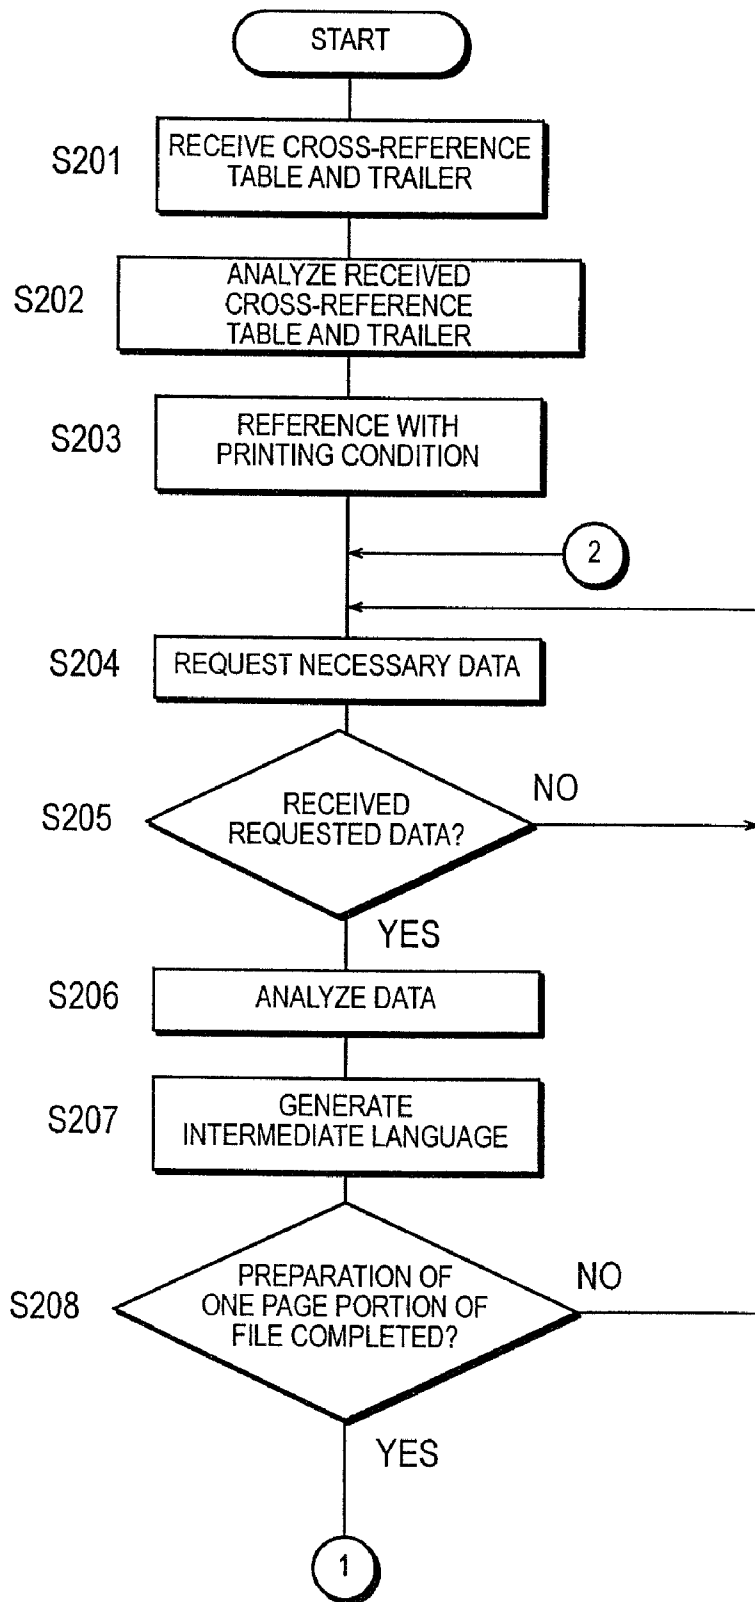 START
S201
RECEIVE CROSS-REFERENCE
TABLE AND TRAILER
S202
ANALYZE RECEIVED
CROSS-REFERENCE
TABLE AND TRAILER
S203
REFERENCE WITH
PRINTING CONDITION
2
S204
REQUEST NECESSARY DATA
S205
RECEIVED
REQUESTED DATA?
NO
YES
S206
ANALYZE DATA
S207
GENERATE
INTERMEDIATE LANGUAGE
S208
PREPARATION OF
ONE PAGE PORTION OF
FILE COMPLETED?
NO
YES
1